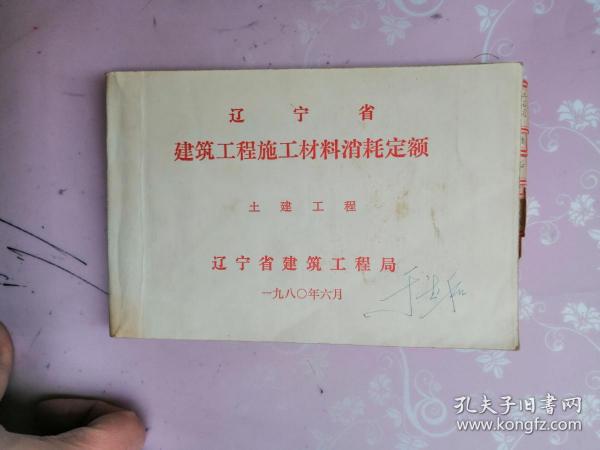 辽宁省
建筑工程施工材料消耗定额
土建工程
辽宁省建筑工程局
一九八〇年六月
孔夫子旧书网
www.kongfz.com